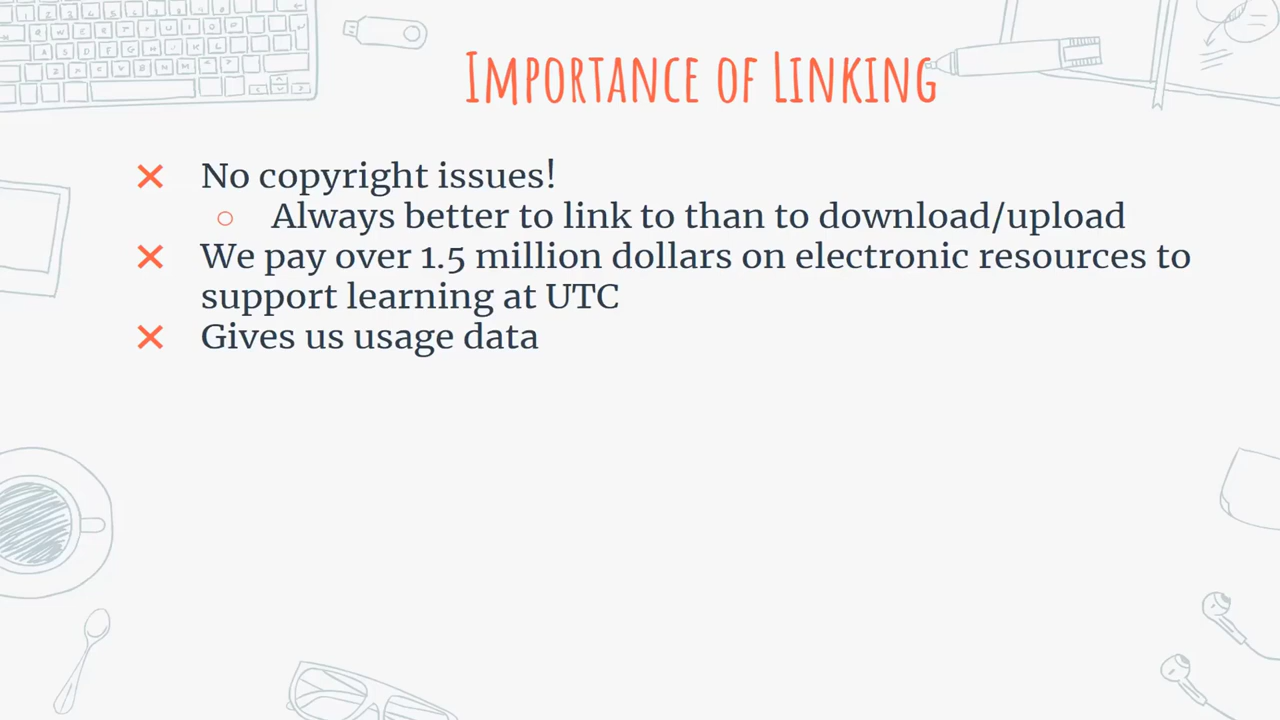 Importance of Linking
No copyright issues!
Always better to link to than to download/upload
We pay over 1.5 million dollars on electronic resources to
support learning at UTC
Gives us usage data